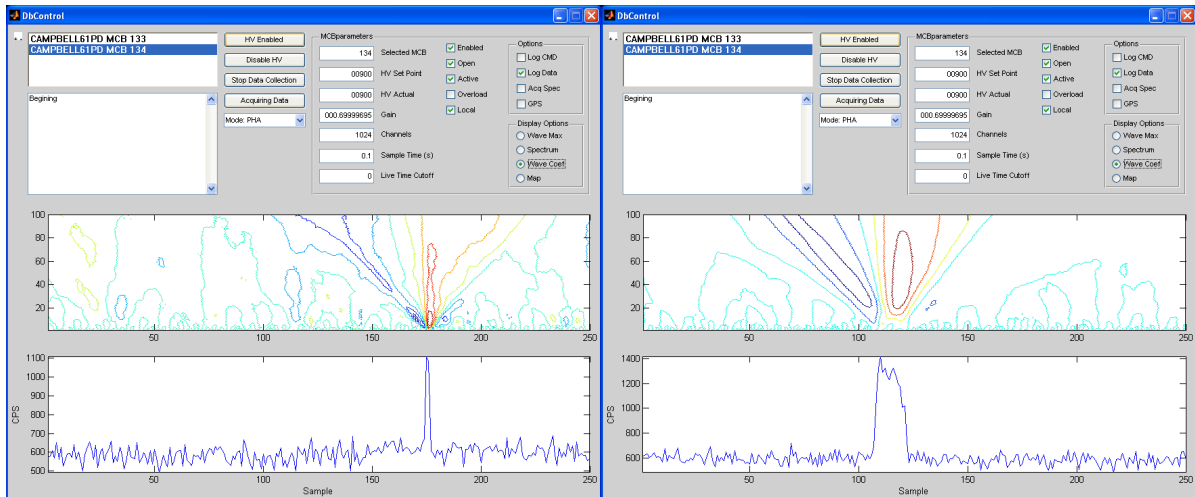 DbControl
CAMPBELL61PD MCB 133
CAMPBELL61PD MCB 134
Begining
HV Enabled
Disable HV
Stop Data Collection
Acquiring Data
Mode: PHA
MCBparameters
134 Selected MCB
00900 HV Set Point
00900 HV Actual
000.69999695 Gain
1024 Channels
0.1 Sample Time (s)
0 Live Time Cutoff
Enabled
Open
Active
Overload
Local
Options
Log CMD
Log Data
Acq Spec
GPS
Display Options
Wave Max
Spectrum
Wave Coef
Map
100
80
60
40
20
50 100 150 200 250
Sample
1100
1000
900
800
700
600
500
CPS
50 100 150 200 250
Sample
DbControl
CAMPBELL61PD MCB 133
CAMPBELL61PD MCB 134
Begining
HV Enabled
Disable HV
Stop Data Collection
Acquiring Data
Mode: PHA
MCBparameters
134 Selected MCB
00900 HV Set Point
00900 HV Actual
000.69999695 Gain
1024 Channels
0.1 Sample Time (s)
0 Live Time Cutoff
Enabled
Open
Active
Overload
Local
Options
Log CMD
Log Data
Acq Spec
GPS
Display Options
Wave Max
Spectrum
Wave Coef
Map
100
80
60
40
20
50 100 150 200 250
Sample
1400
1200
1000
800
600
CPS
50 100 150 200 250
Sample